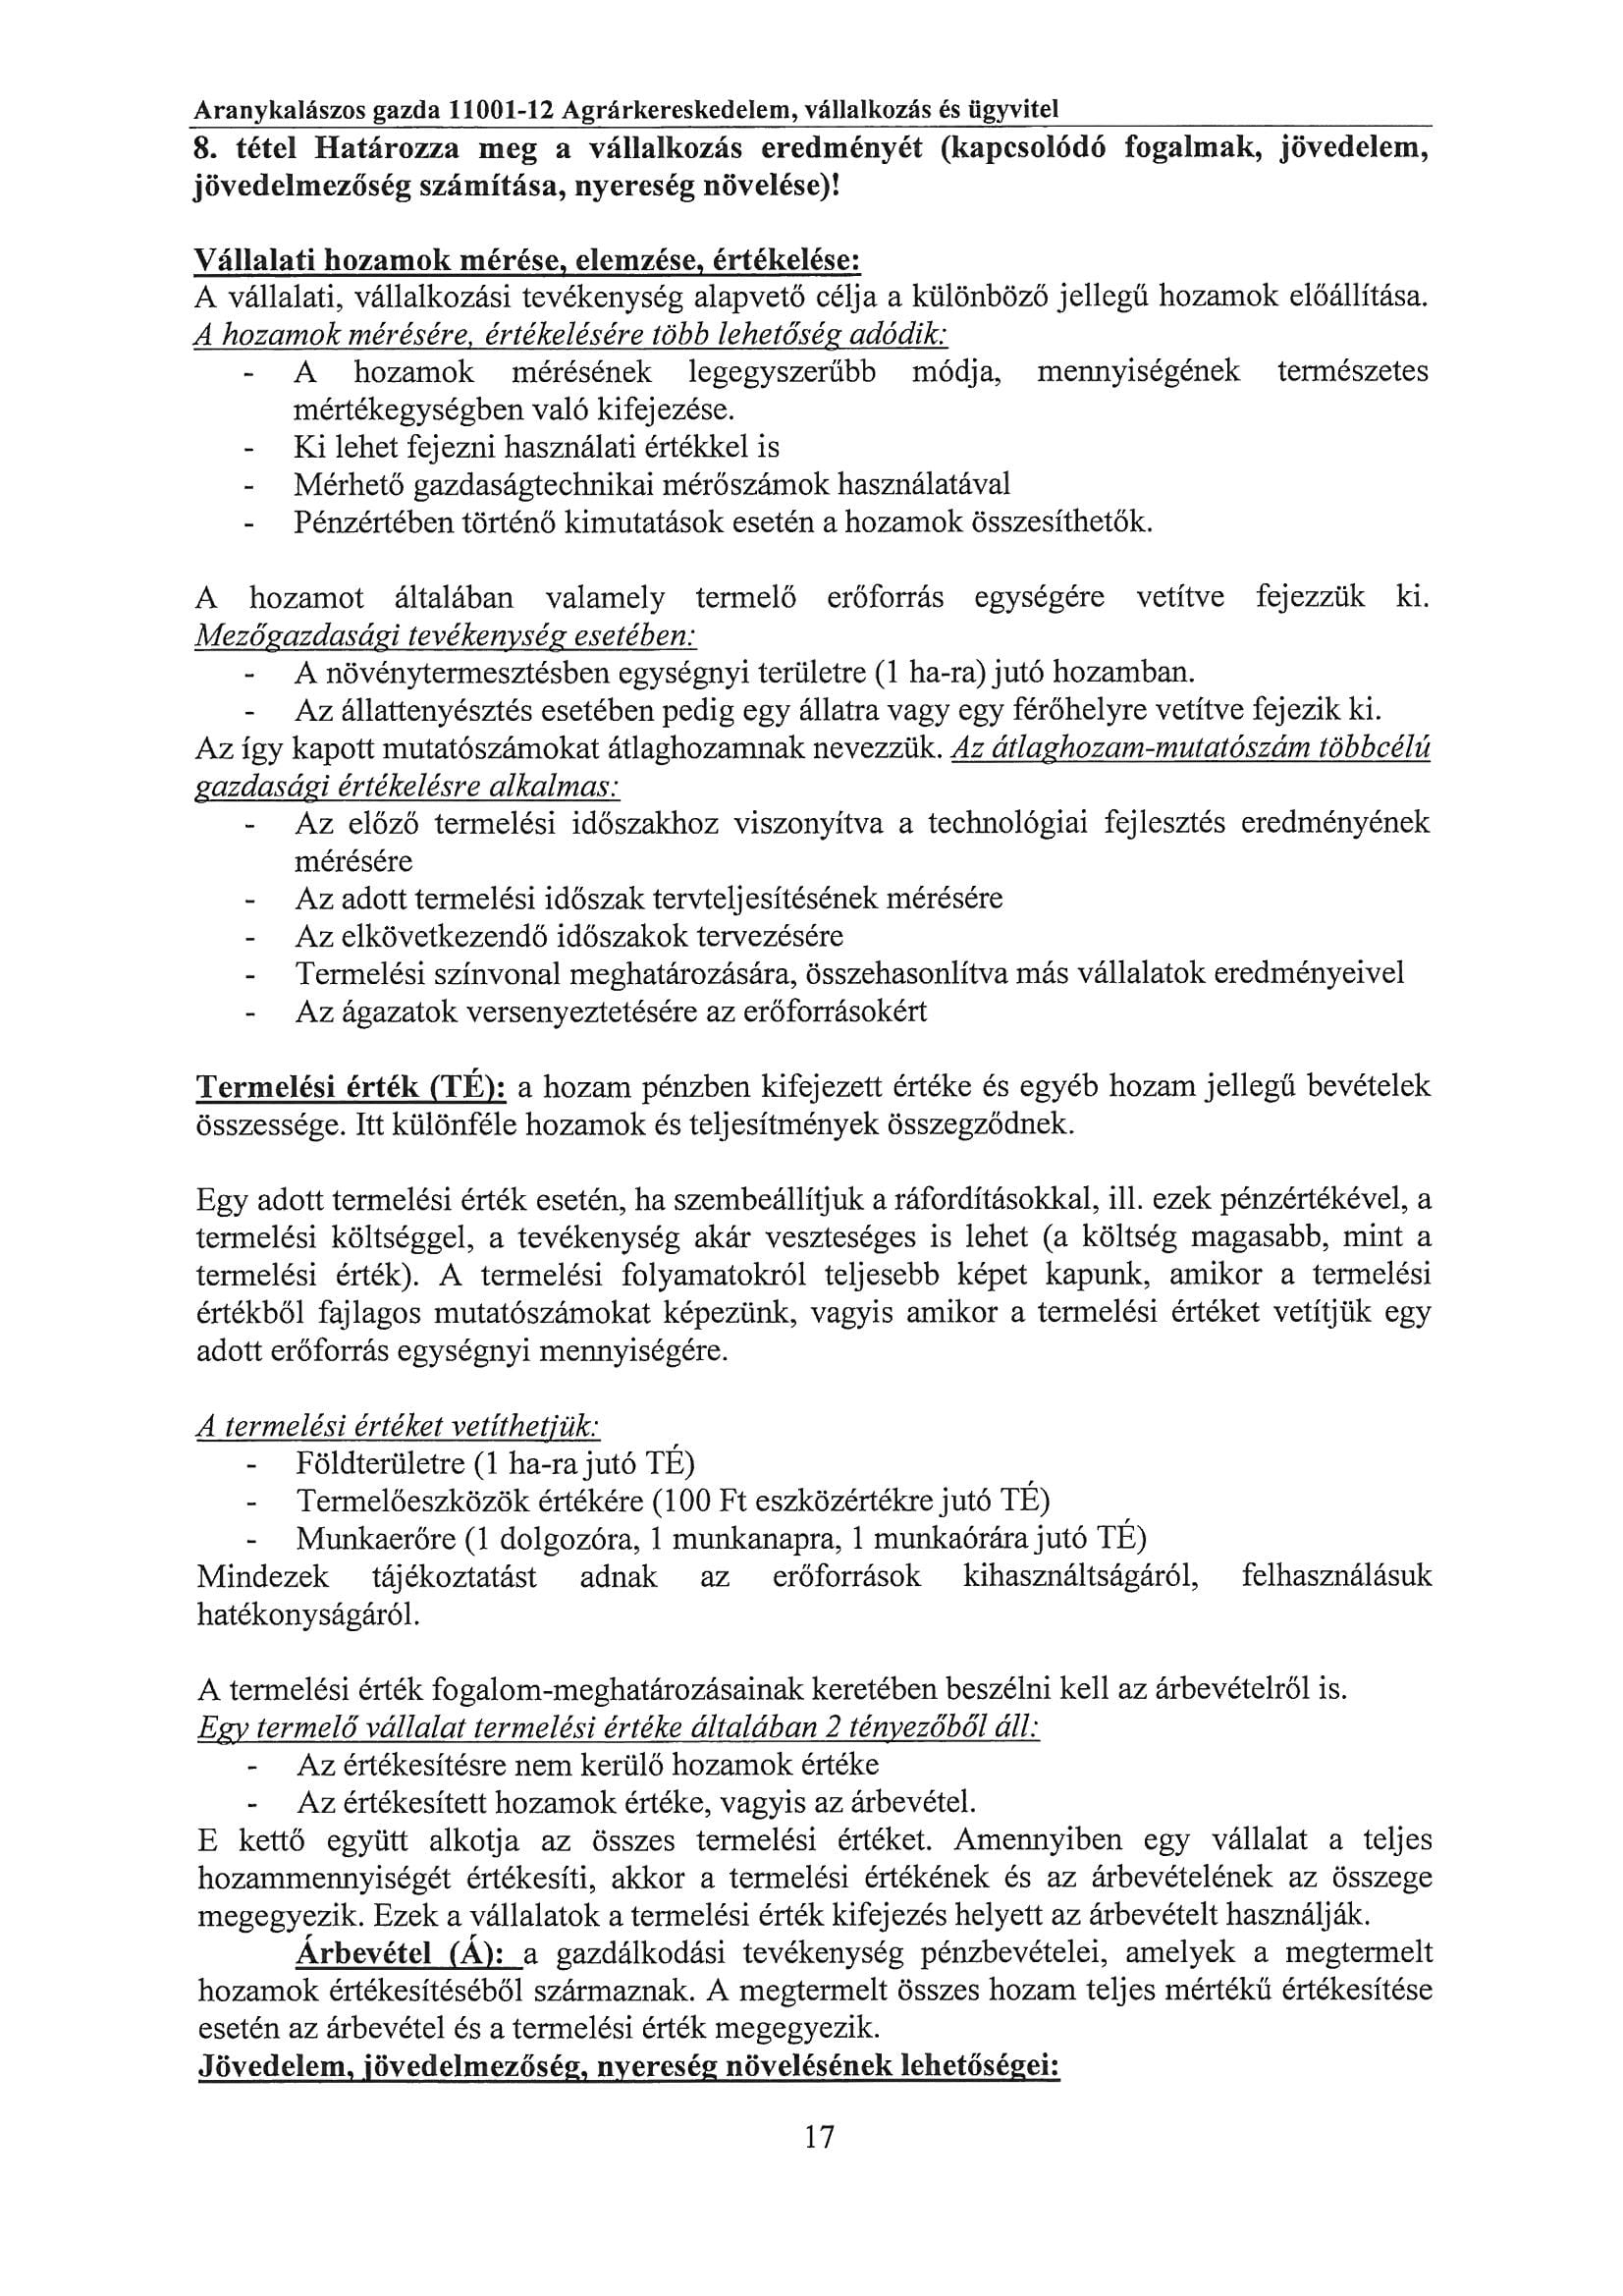 Aranykalászos gazda 11001-12 Agrárkereskedelem, vállalkozás és ügyvitel
8. tétel Határozza meg a vállalkozás eredményét (kapcsolódó fogalmak, jövedelem,
jövedelmezőség számítása, nyereség növelése)!
Vállalati hozamok mérése, elemzése, értékelése:
A vállalati, vállalkozási tevékenység alapvető célja a különböző jellegű hozamok előállítása.
A hozamok mérésére, értékelésére több lehetőség adódik:
- A hozamok mérésének legegyszerűbb módja, mennyiségének természetes
mértékegységben való kifejezése.
- Ki lehet fejezni használati értékkel is
- Mérhető gazdaságtechnikai mérőszámok használatával
- Pénzértében történő kimutatások esetén a hozamok összesíthetők.
A hozamot általában valamely termelő erőforrás egységére vetítve fejezzük ki.
Mezőgazdasági tevékenység esetében:
- A növénytermesztésben egységnyi területre (1 ha-ra) jutó hozamban.
- Az állattenyésztés esetében pedig egy állatra vagy egy férőhelyre vetítve fejezik ki.
Az így kapott mutatószámokat átlaghozamnak nevezzük. Az átlaghozam-mutatószám többcélú
gazdasági értékelésre alkalmas:
- Az előző termelési időszakhoz viszonyítva a technológiai fejlesztés eredményének
mérésére
- Az adott termelési időszak tervteljesítésének mérésére
- Az elkövetkezendő időszakok tervezésére
- Termelési színvonal meghatározására, összehasonlítva más vállalatok eredményeivel
- Az ágazatok versenyeztetésére az erőforrásokért
Termelési érték (TÉ): a hozam pénzben kifejezett értéke és egyéb hozam jellegű bevételek
összessége. Itt különféle hozamok és teljesítmények összegződnek.
Egy adott termelési érték esetén, ha szembeállítjuk a ráfordításokkal, ill. ezek pénzértékével, a
termelési költséggel, a tevékenység akár veszteséges is lehet (a költség magasabb, mint a
termelési érték). A termelési folyamatokról teljesebb képet kapunk, amikor a termelési
értékből fajlagos mutatószámokat képezünk, vagyis amikor a termelési értéket vetítjük egy
adott erőforrás egységnyi mennyiségére.
A termelési értéket vetíthetjük:
- Földterületre (1 ha-ra jutó TÉ)
- Termelőeszközök értékére (100 Ft eszközértékre jutó TÉ)
- Munkaerőre (1 dolgozóra, 1 munkanapra, 1 munkaórára jutó TÉ)
Mindezek tájékoztatást adnak az erőforrások kihasználtságáról, felhasználásuk
hatékonyságáról.
A termelési érték fogalom-meghatározásainak keretében beszélni kell az árbevételről is.
Egy termelő vállalat termelési értéke általában 2 tényezőből áll:
- Az értékesítésre nem kerülő hozamok értéke
- Az értékesített hozamok értéke, vagyis az árbevétel.
E kettő együtt alkotja az összes termelési értéket. Amennyiben egy vállalat a teljes
hozammennyiségét értékesíti, akkor a termelési értékének és az árbevételének az összege
megegyezik. Ezek a vállalatok a termelési érték kifejezés helyett az árbevételt használják.
Árbevétel (Á): a gazdálkodási tevékenység pénzbevételei, amelyek a megtermelt
hozamok értékesítéséből származnak. A megtermelt összes hozam teljes mértékű értékesítése
esetén az árbevétel és a termelési érték megegyezik.
Jövedelem, jövedelmezőség, nyereség növelésének lehetőségei:
17